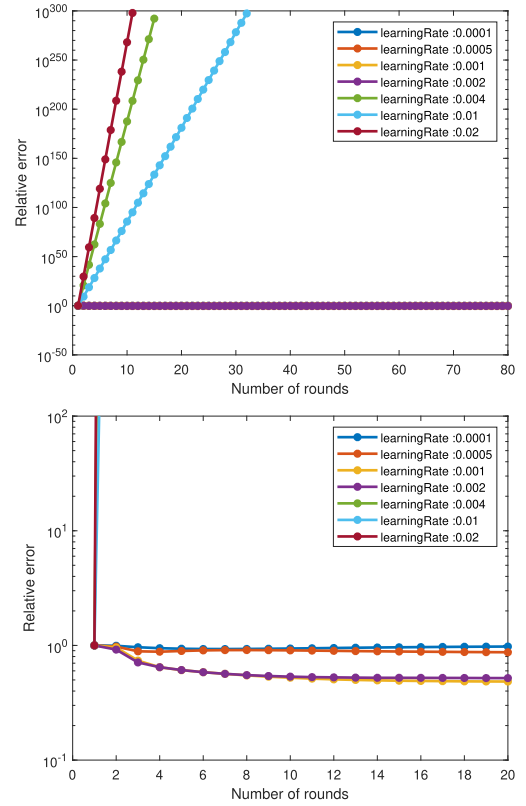 10^300
10^250
10^200
10^150
10^100
10^50
10^0
10^-50
Relative error
learningRate :0.0001
learningRate :0.0005
learningRate :0.001
learningRate :0.002
learningRate :0.004
learningRate :0.01
learningRate :0.02
0 10 20 30 40 50 60 70 80
Number of rounds
10^2
10^1
10^0
10^-1
Relative error
learningRate :0.0001
learningRate :0.0005
learningRate :0.001
learningRate :0.002
learningRate :0.004
learningRate :0.01
learningRate :0.02
0 2 4 6 8 10 12 14 16 18 20
Number of rounds